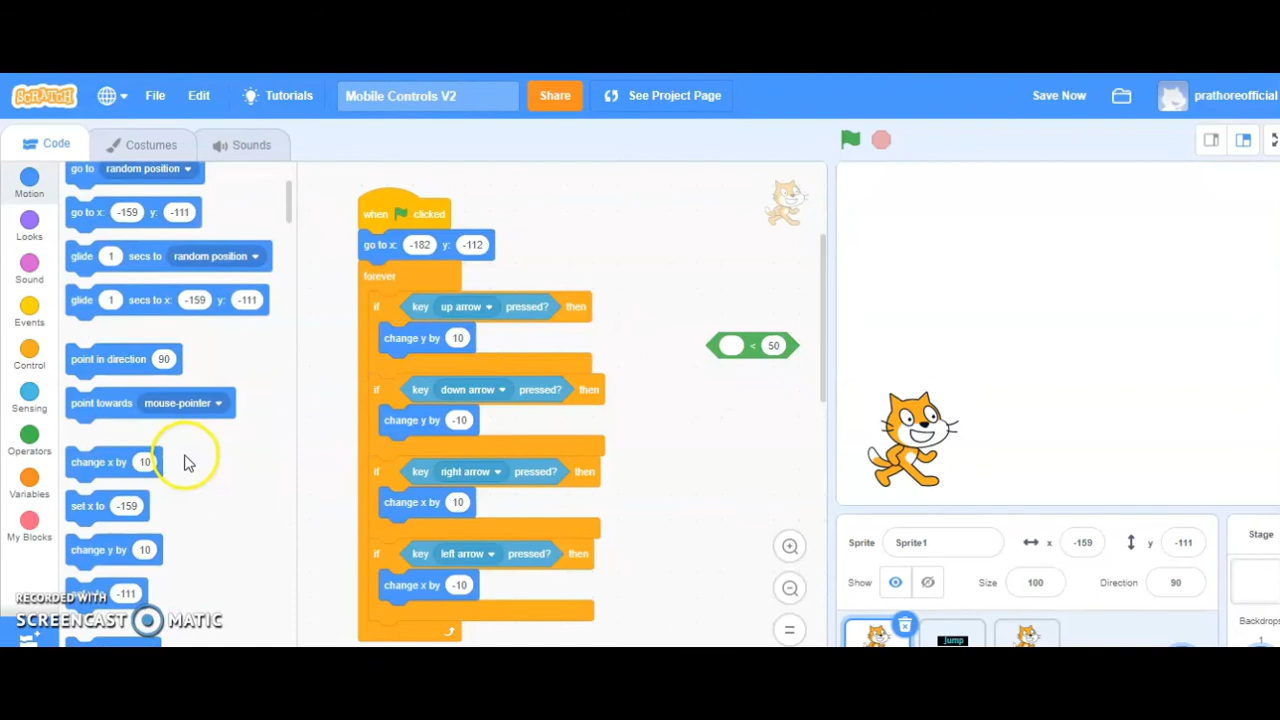 SCRATCH File Edit Tutorials Mobile Controls V2 Share See Project Page Save Now prathoreofficial
Code Costumes Sounds
Motion
Looks
Sound
Events
Control
Sensing
Operators
Variables
My Blocks
go to random position
go to x: -159 y: -111
glide 1 secs to random position
glide 1 secs to x: -159 y: -111
point in direction 90
point towards mouse-pointer
change x by 10
set x to -159
change y by 10
-111
RECORDED WITH
SCREENCAST MATIC
when clicked
go to x: -182 y: -112
forever
if key up arrow pressed? then
change y by 10
if key down arrow pressed? then
change y by -10
if key right arrow pressed? then
change x by 10
if key left arrow pressed? then
change x by -10
< 50
Sprite Sprite1 x -159 y -111
Show Size 100 Direction 90
Jump
Stage
Backdrops
1